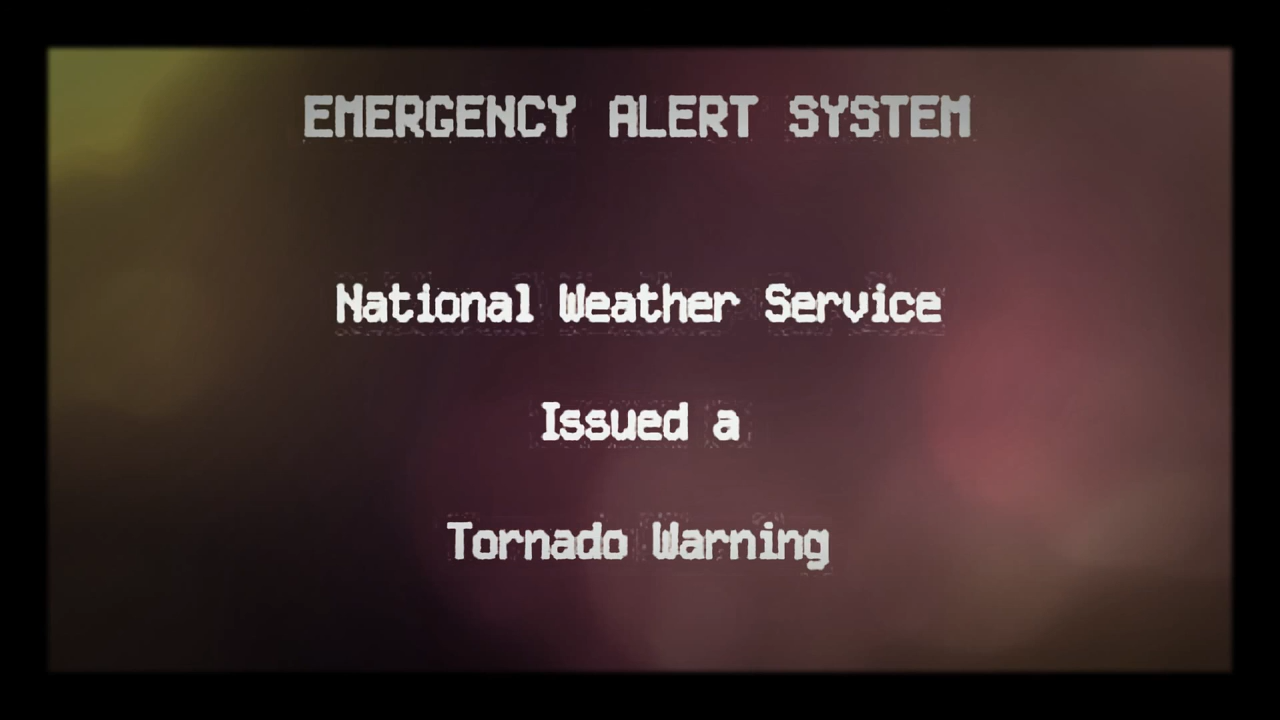 EMERGENCY ALERT SYSTEM
National Weather Service
Issued a
Tornado Warning